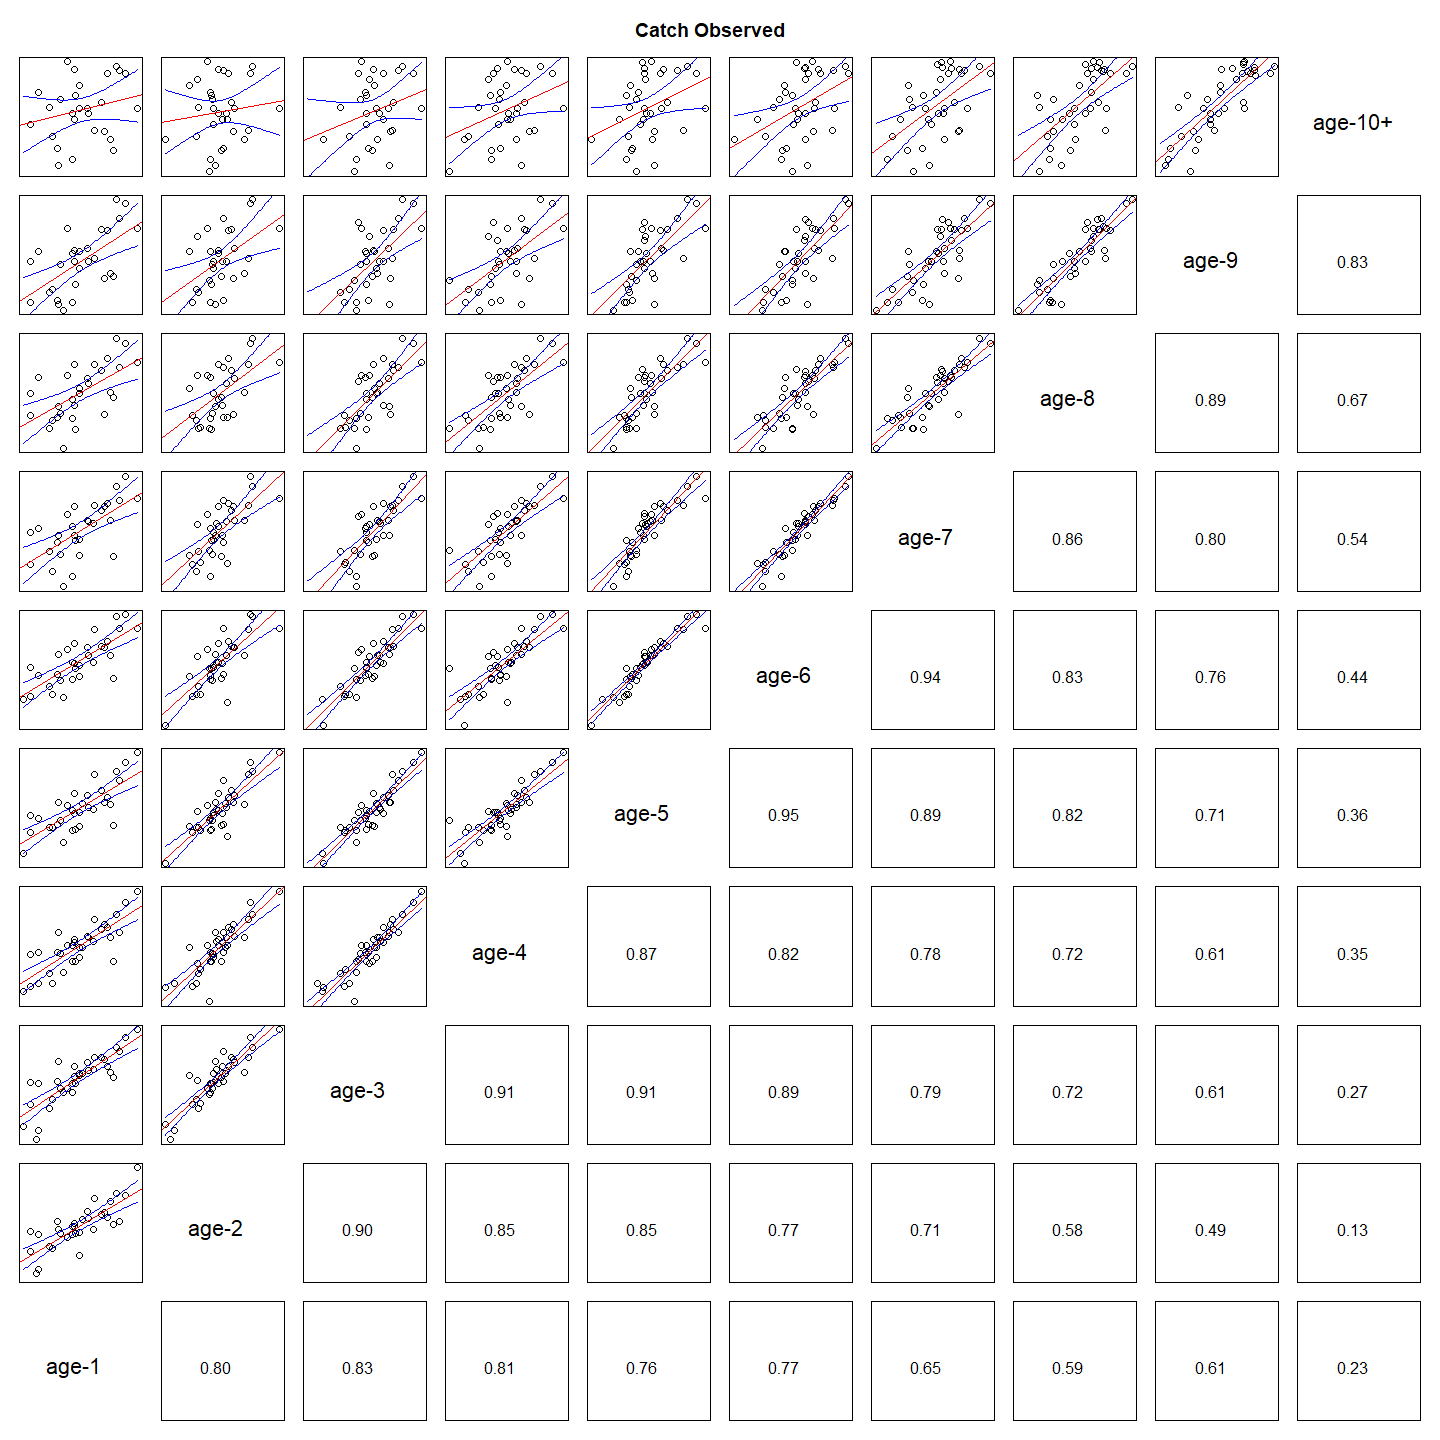 Catch Observed
age-10+
age-9 0.83
age-8 0.89 0.67
age-7 0.86 0.80 0.54
age-6 0.94 0.83 0.76 0.44
age-5 0.95 0.89 0.82 0.71 0.36
age-4 0.87 0.82 0.78 0.72 0.61 0.35
age-3 0.91 0.91 0.89 0.79 0.72 0.61 0.27
age-2 0.90 0.85 0.85 0.77 0.71 0.58 0.49 0.13
age-1 0.80 0.83 0.81 0.76 0.77 0.65 0.59 0.61 0.23